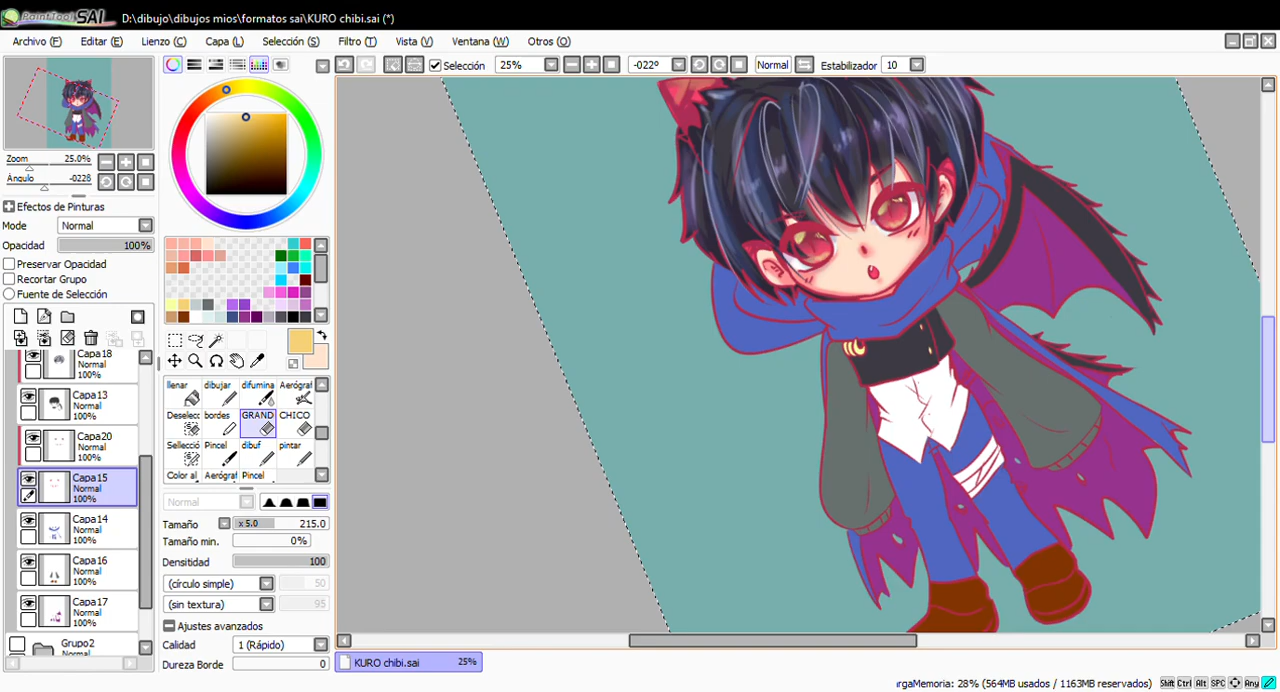 PaintTool SAI D:\dibujo\dibujos mios\formatos sai\KURO chibi.sai (*)
Archivo (F) Editar (E) Lienzo (C) Capa (L) Selección (S) Filtro (T) Vista (V) Ventana (W) Otros (O)
Selección 25% -022º Normal Estabilizador 10
Zoom 25.0%
Ángulo -022º
Efectos de Pinturas
Modo Normal
Opacidad 100%
Preservar Opacidad
Recortar Grupo
Fuente de Selección
Capa18
Normal
100%
Capa13
Normal
100%
Capa20
Normal
100%
Capa15
Normal
100%
Capa14
Normal
100%
Capa16
Normal
100%
Capa17
Normal
100%
Grupo2
Normal
llenar dibujar difumina Aerógr
Deselecc bordes GRAND CHICO
Sellecció Pincel dibuf pintar
Color al Aerógraf Pincel
Normal
Tamaño x 5.0 215.0
Tamaño min. 0%
Densitidad 100
(círculo simple) 50
(sin textura) 95
Ajustes avanzados
Calidad 1 (Rápido)
Dureza Borde 0
KURO chibi.sai 25%
rgaMemoria: 28% (564MB usados / 1163MB reservados) Shift Ctrl Alt SPC Any